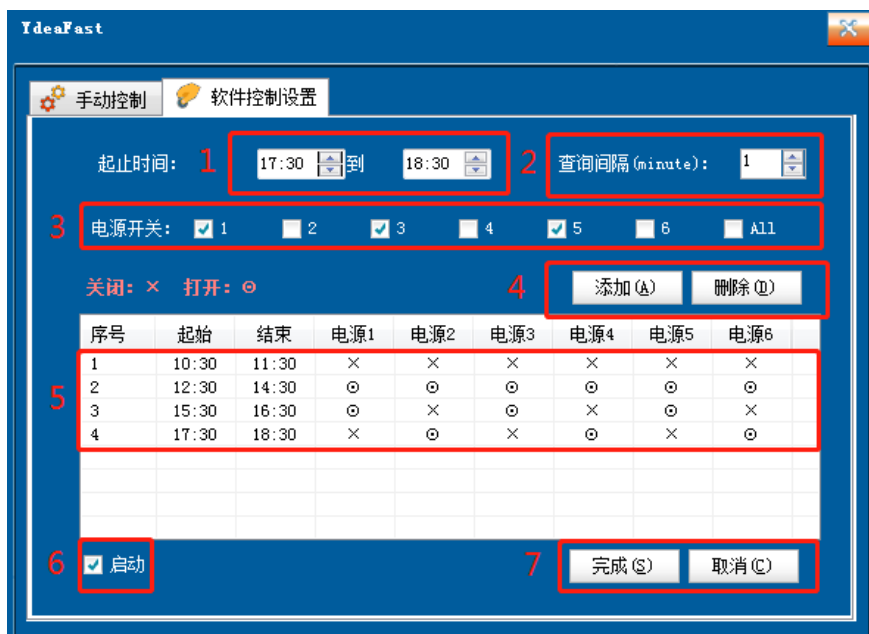 YdeaFast
手动控制 软件控制设置
起止时间： 1 17:30 到 18:30 2 查询间隔(minute)： 1
3 电源开关： 1 2 3 4 5 6 All
关闭：× 打开：⊙ 4 添加(A) 删除(D)
序号 起始 结束 电源1 电源2 电源3 电源4 电源5 电源6
1 10:30 11:30 × × × × × ×
5 2 12:30 14:30 ⊙ ⊙ ⊙ ⊙ ⊙ ⊙
3 15:30 16:30 ⊙ × ⊙ × ⊙ ×
4 17:30 18:30 × ⊙ × ⊙ × ⊙
6 启动 7 完成(S) 取消(C)